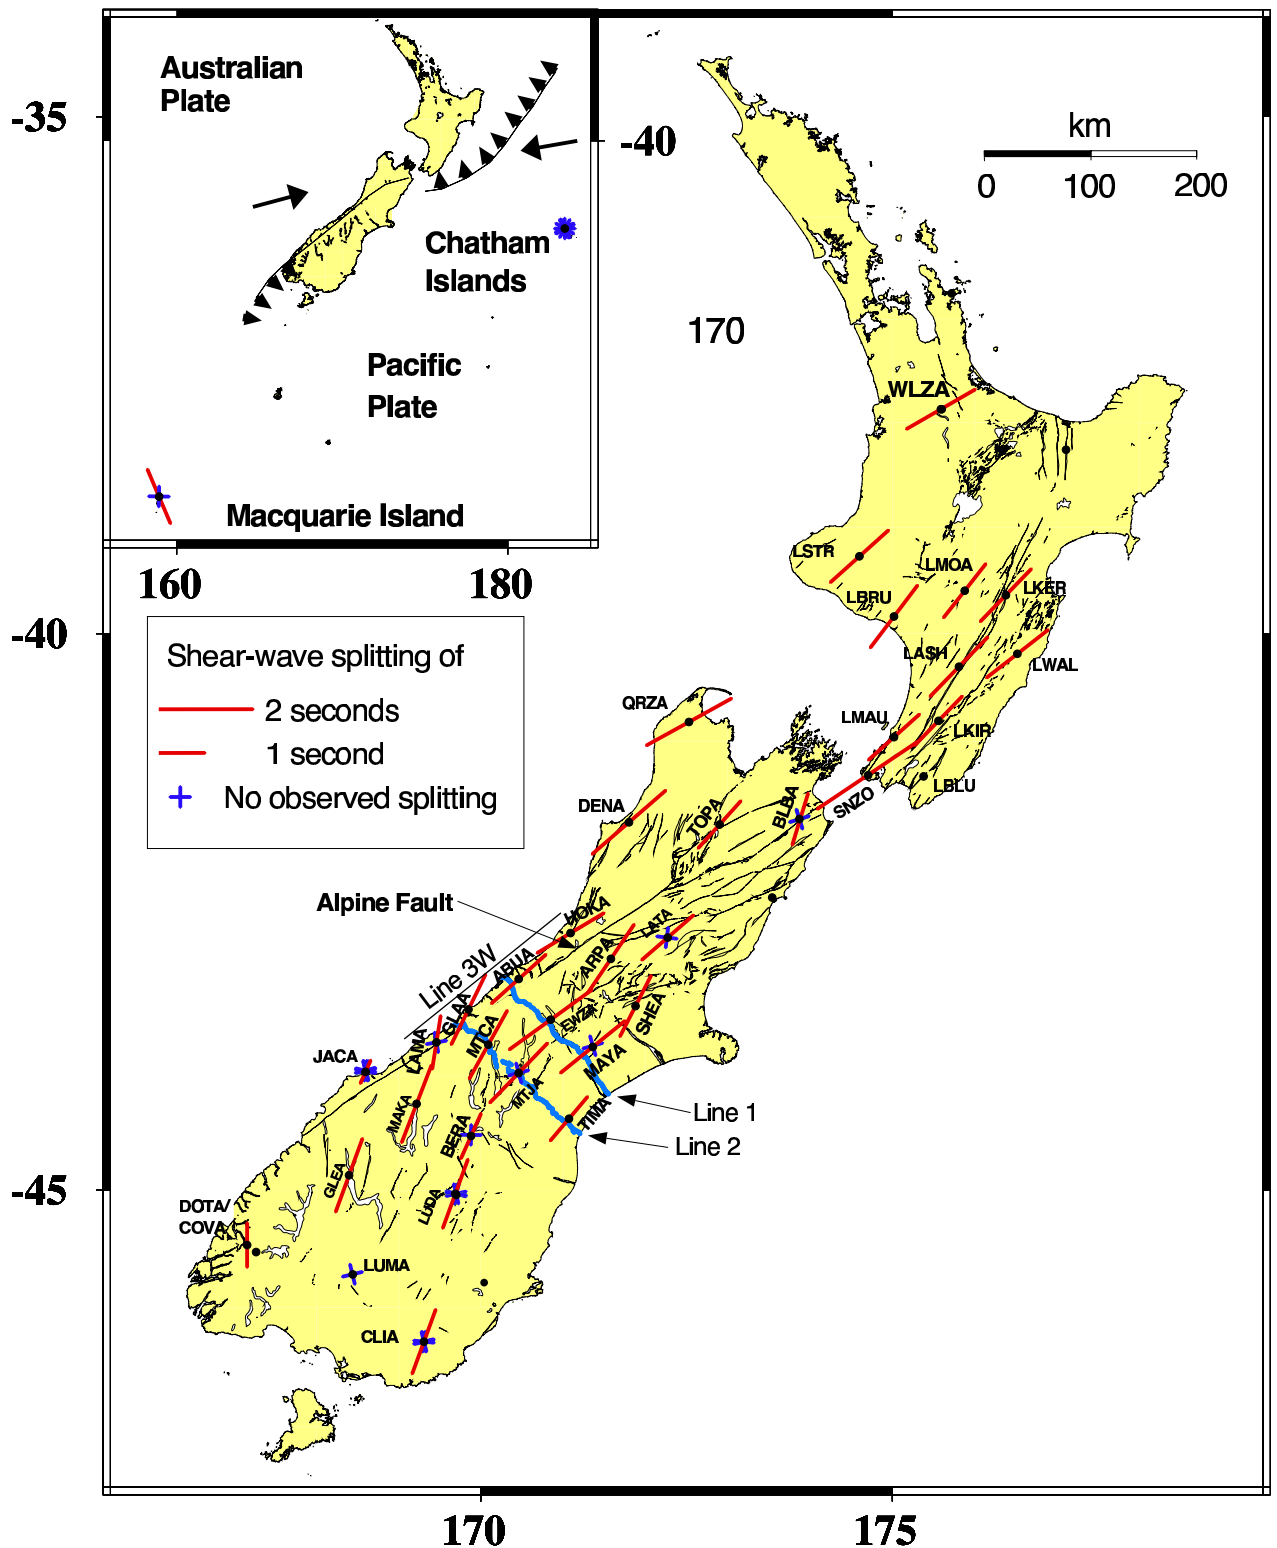 -35
-40
-45
Australian
Plate
Chatham
Islands
Pacific
Plate
Macquarie Island
160
180
-40
170
km
0
100
200
Shear-wave splitting of
2 seconds
1 second
No observed splitting
WLZA
LSTR
LMOA
LBRU
LKER
LASH
LWAL
QRZA
LMAU
LKIR
LBLU
SNZO
DENA
TOPA
BLBA
Alpine Fault
HOKA
LATA
ARPA
Line 3W
ABUA
GLAA
EWZA
SHEA
LAMA
MTCA
JACA
MAYA
MTJA
MAKA
TIMA
Line 1
BERA
Line 2
GLEA
LUDA
DOTA/
COVA
LUMA
CLIA
170
175